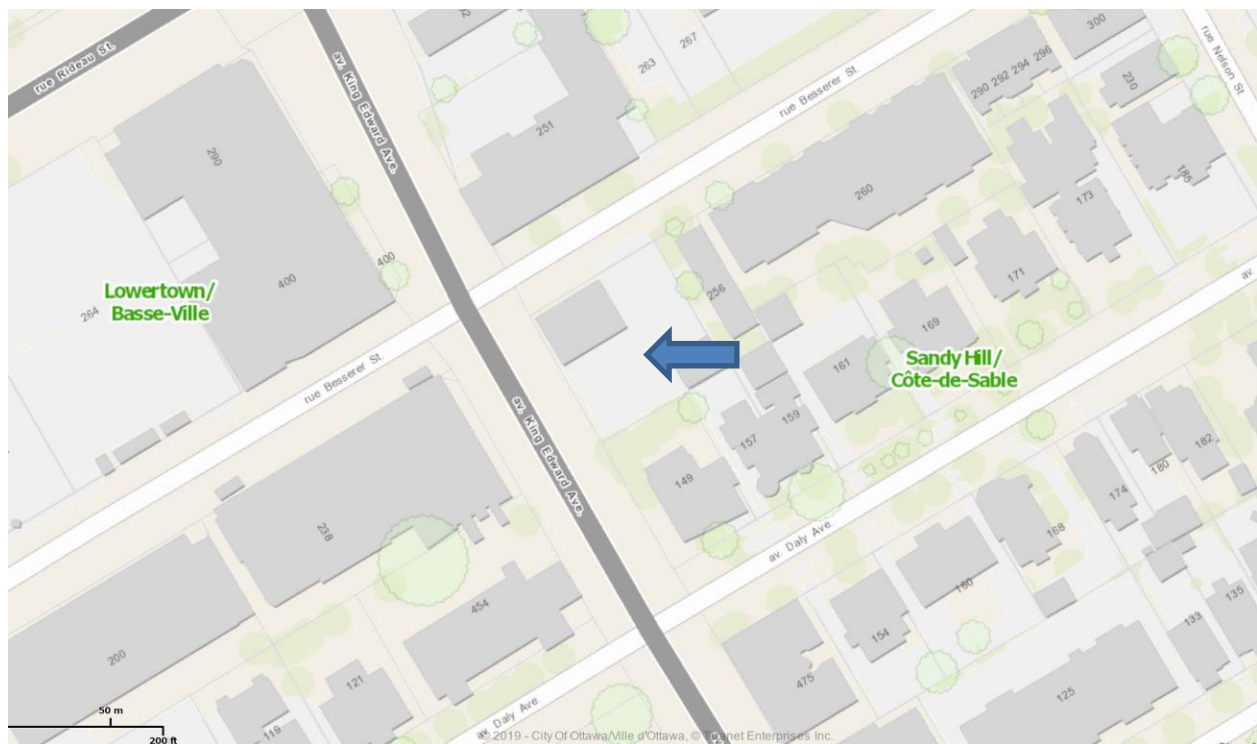 rue Rideau St.
av. King Edward Ave.
267
263
rue Besserer St.
300
296
294
292
290
230
rue Nelson St.
251
290
260
173
185
400
400
171
256
Lowertown/
Basse-Ville
264
169
Sandy Hill/
Côte-de-Sable
161
rue Besserer St.
av. King Edward Ave.
159
157
149
182
180
174
av. Daly Ave.
168
238
160
454
154
135
133
200
121
475
125
119
av. Daly Ave.
50 m
200 ft
2019 - City Of Ottawa/Ville d'Ottawa, © Teranet Enterprises Inc.